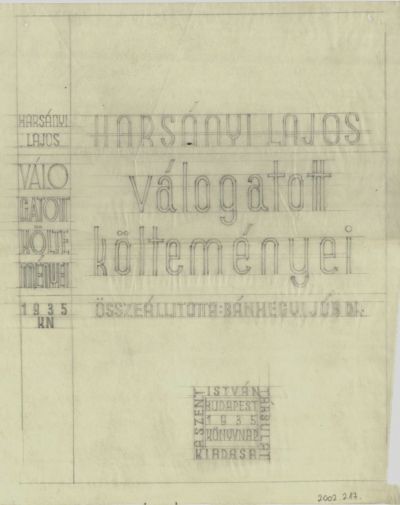 HARSÁNYI
LAJOS
VÁLO
GATOTT
KÖLTE
MÉNYEI
1935
KN
HARSÁNYI LAJOS
válogatott
költeményei
ÖSSZEÁLLITOTTA: BÁNHEGYI JÓB DR.
A SZENT
ISTVÁN
TÁRSULAT
BUDAPEST
1935
KÖNYVNAP
KIADÁSA
2002.217.